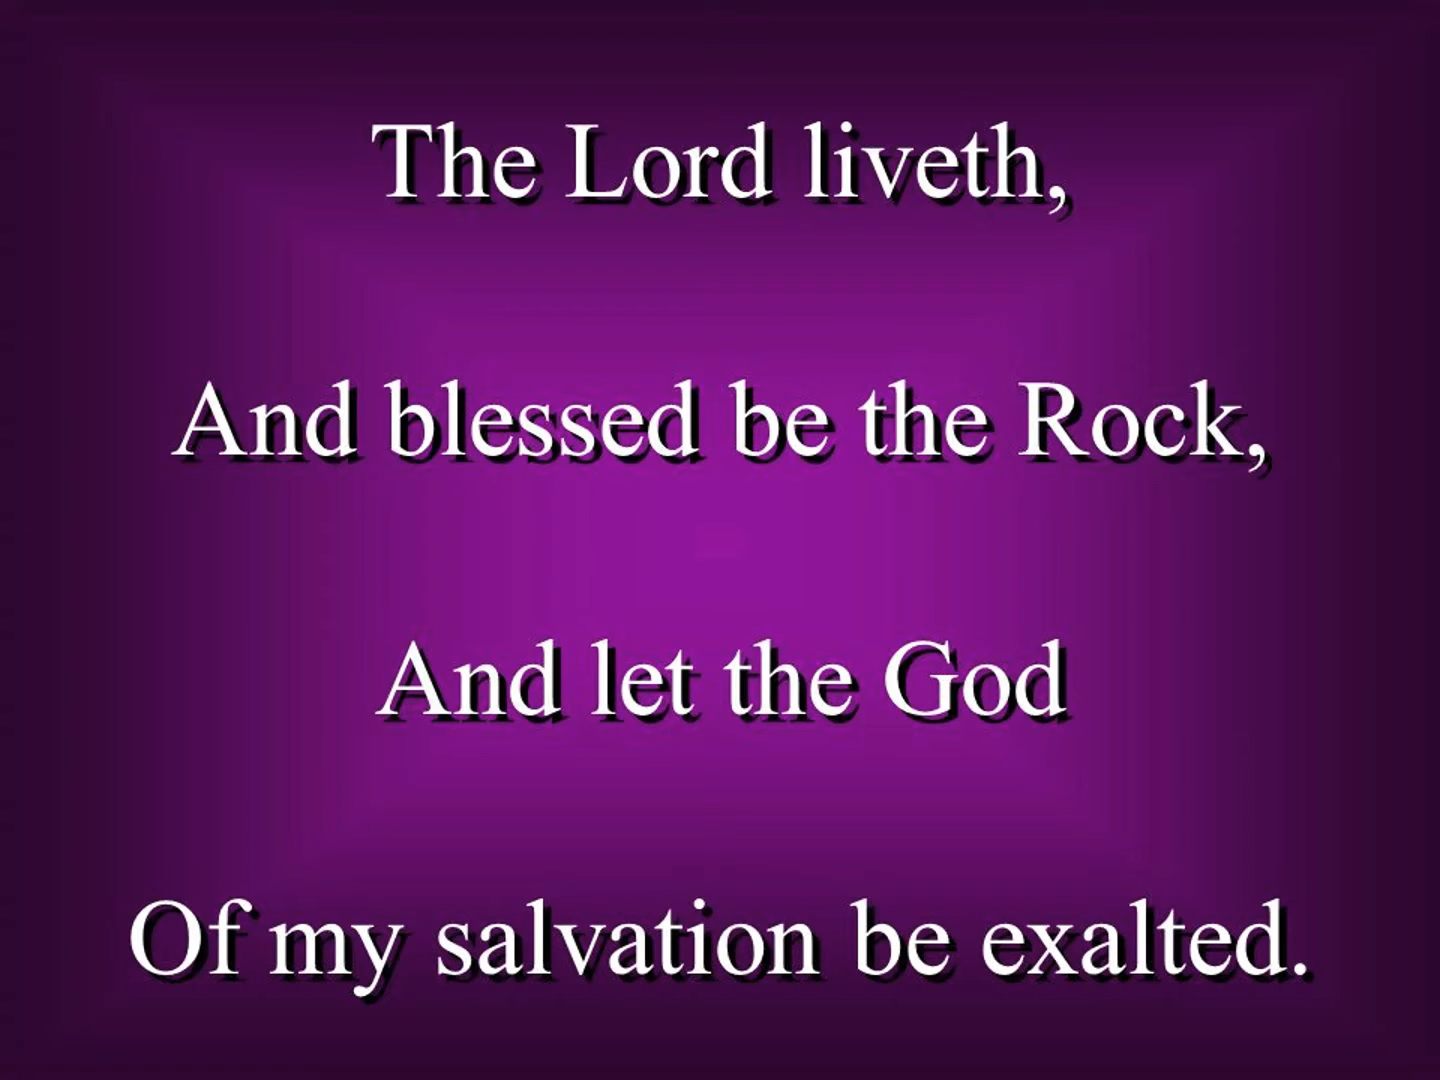 The Lord liveth,
And blessed be the Rock,
And let the God
Of my salvation be exalted.